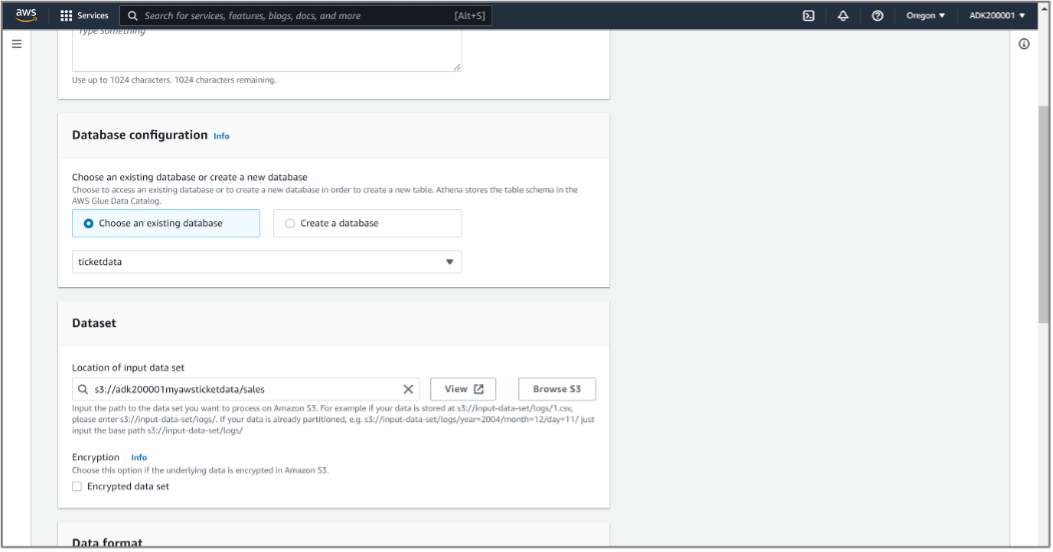 aws
Services
Search for services, features, blogs, docs, and more
[Alt+S]
Oregon
ADK200001
Type something
Use up to 1024 characters. 1024 characters remaining.
Database configuration Info
Choose an existing database or create a new database
Choose to access an existing database or to create a new database in order to create a new table. Athena stores the table schema in the
AWS Glue Data Catalog.
Choose an existing database
Create a database
ticketdata
Dataset
Location of input data set
s3://adk200001myawsticketdata/sales
View
Browse S3
Input the path to the data set you want to process on Amazon S3. For example if your data is stored at s3://input-data-set/logs/1.csv,
please enter s3://input-data-set/logs/. If your data is already partitioned, e.g. s3://input-data-set/logs/year=2004/month=12/day=11/ just
input the base path s3://input-data-set/logs/
Encryption Info
Choose this option if the underlying data is encrypted in Amazon S3.
Encrypted data set
Data format